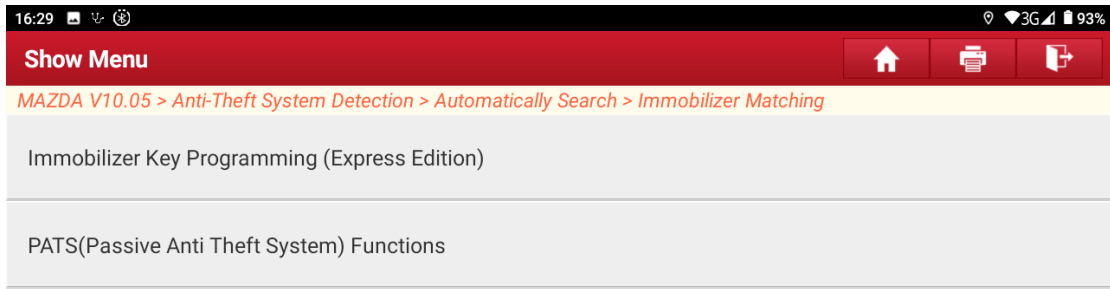 16:29 3G 93%
Show Menu
MAZDA V10.05 > Anti-Theft System Detection > Automatically Search > Immobilizer Matching
Immobilizer Key Programming (Express Edition)
PATS(Passive Anti Theft System) Functions